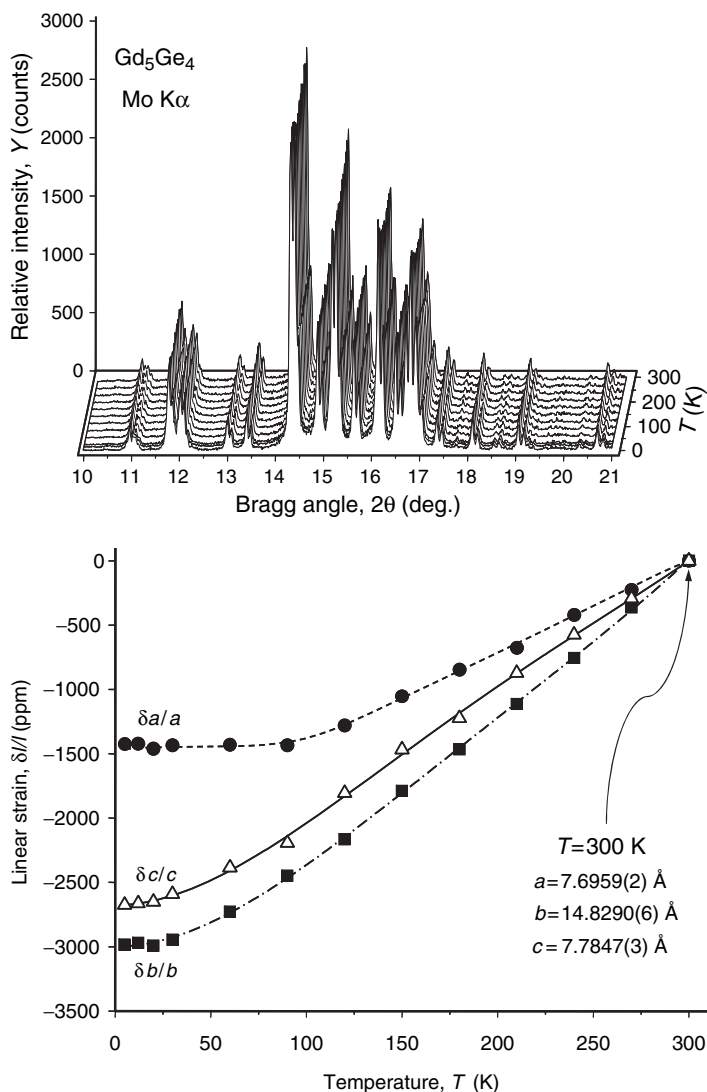 3000
Gd₅Ge₄
2500
Mo Kα
2000
1500
1000
500
0
Relative intensity, Y (counts)
300
200
100
0
T (K)
10 11 12 13 14 15 16 17 18 19 20 21
Bragg angle, 2θ (deg.)
0
−500
−1000
−1500
−2000
−2500
−3000
−3500
Linear strain, δl/l (ppm)
δa/a
δc/c
δb/b
T=300 K
a=7.6959(2) Å
b=14.8290(6) Å
c=7.7847(3) Å
0 50 100 150 200 250 300
Temperature, T (K)